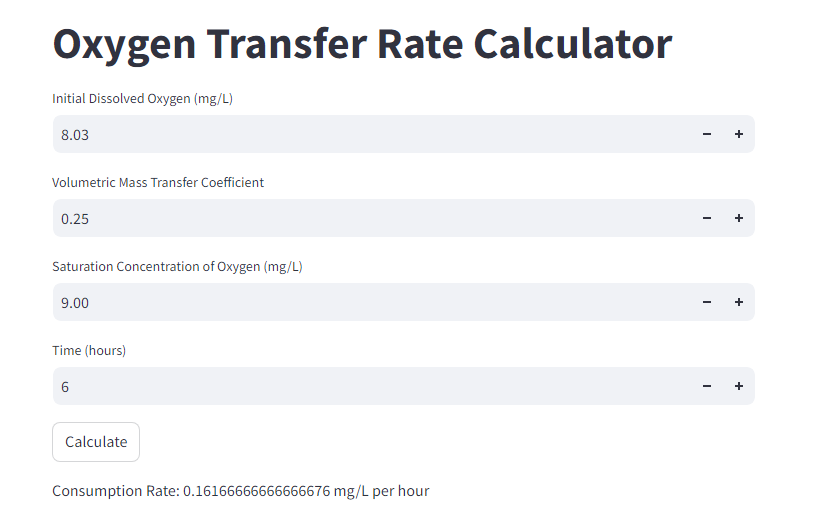 Oxygen Transfer Rate Calculator
Initial Dissolved Oxygen (mg/L)
8.03
Volumetric Mass Transfer Coefficient
0.25
Saturation Concentration of Oxygen (mg/L)
9.00
Time (hours)
6
Calculate
Consumption Rate: 0.16166666666666676 mg/L per hour